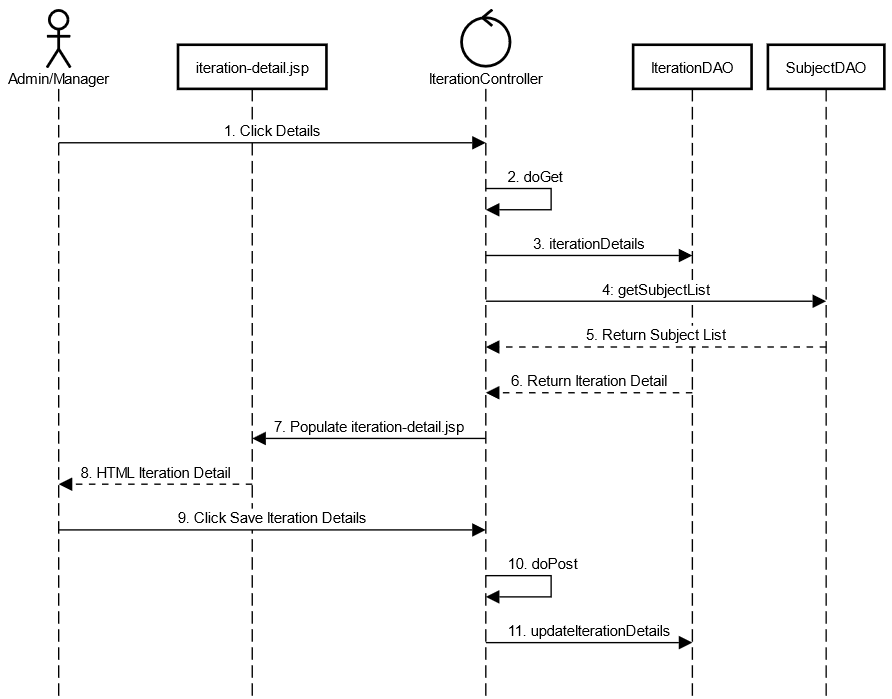 Admin/Manager
iteration-detail.jsp
IterationController
IterationDAO
SubjectDAO
1. Click Details
2. doGet
3. iterationDetails
4: getSubjectList
5. Return Subject List
6. Return Iteration Detail
7. Populate iteration-detail.jsp
8. HTML Iteration Detail
9. Click Save Iteration Details
10. doPost
11. updateIterationDetails